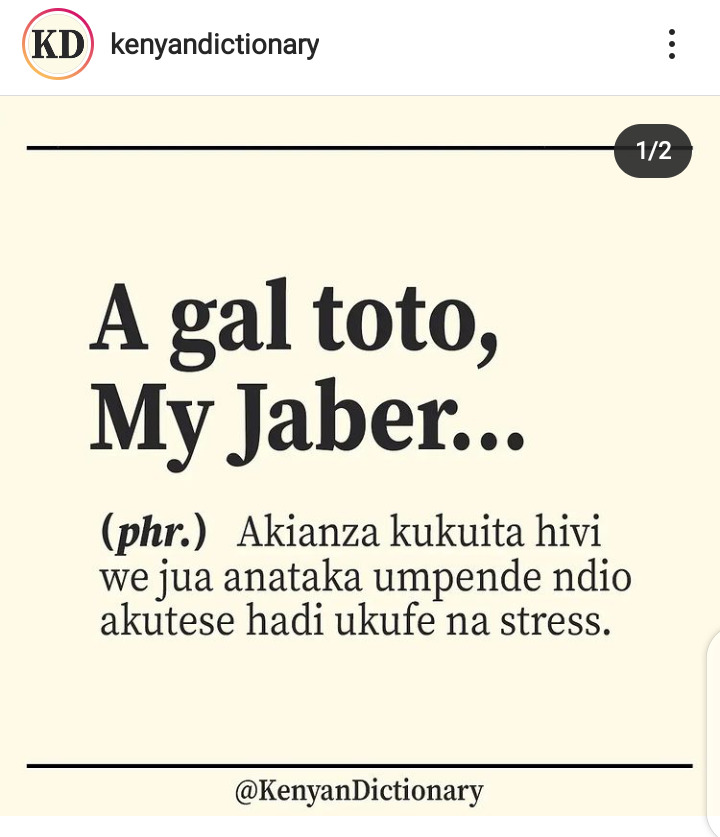 KD kenyandictionary
1/2
A gal toto,
My Jaber...
(phr.) Akianza kukuita hivi
we jua anataka umpende ndio
akutese hadi ukufe na stress.
@KenyanDictionary